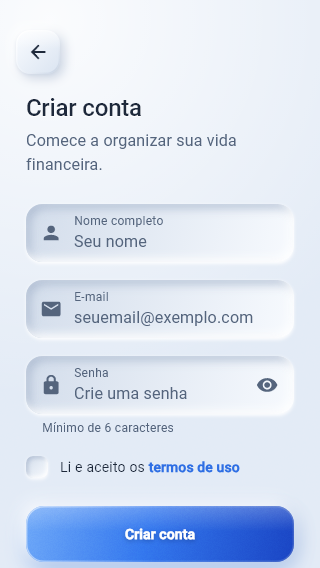 Criar conta
Comece a organizar sua vida
financeira.
Nome completo
Seu nome
E-mail
seuemail@exemplo.com
Senha
Crie uma senha
Mínimo de 6 caracteres
Li e aceito os termos de uso
Criar conta